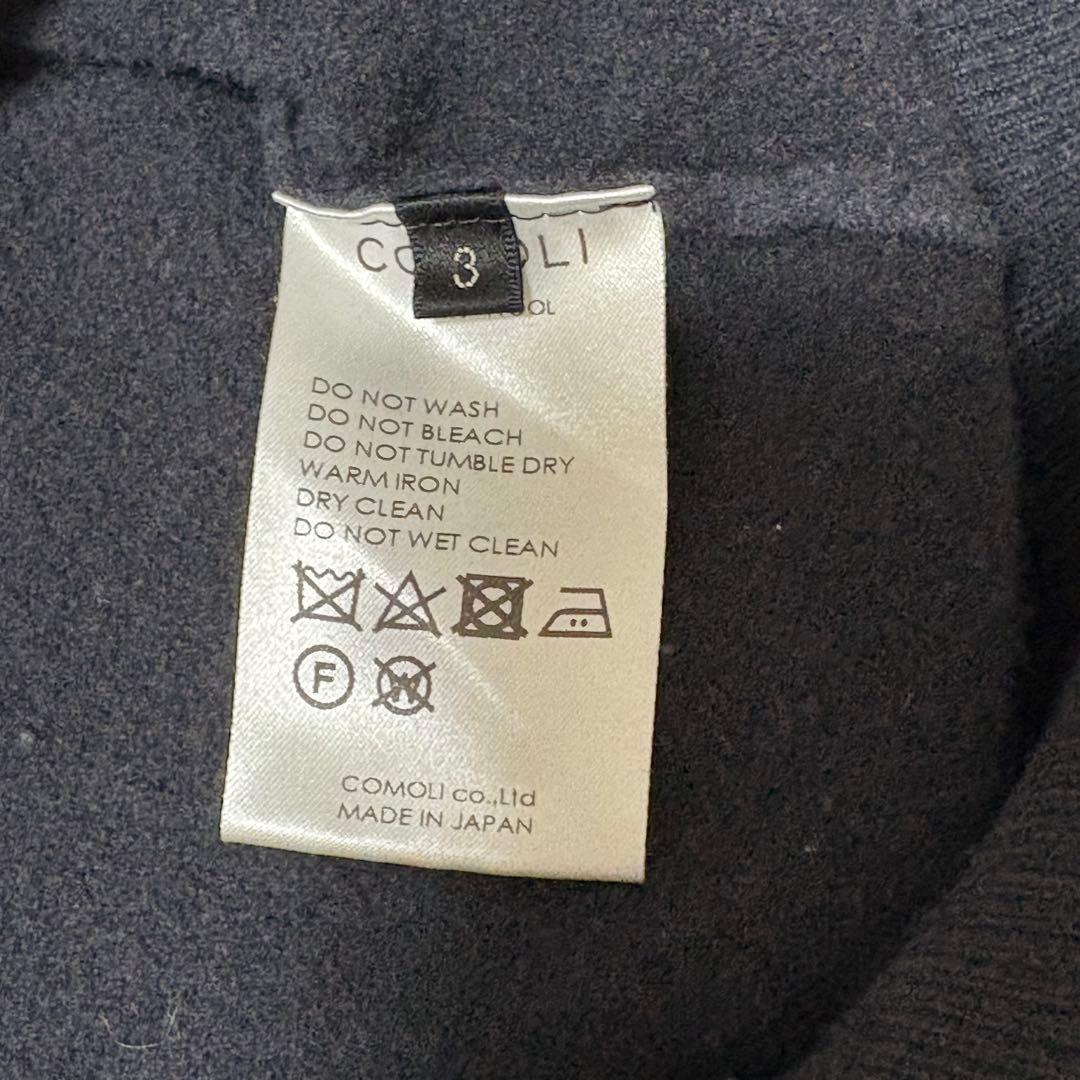 3
DO NOT WASH
DO NOT BLEACH
DO NOT TUMBLE DRY
WARM IRON
DRY CLEAN
DO NOT WET CLEAN
F
W
COMOLI co.,Ltd
MADE IN JAPAN